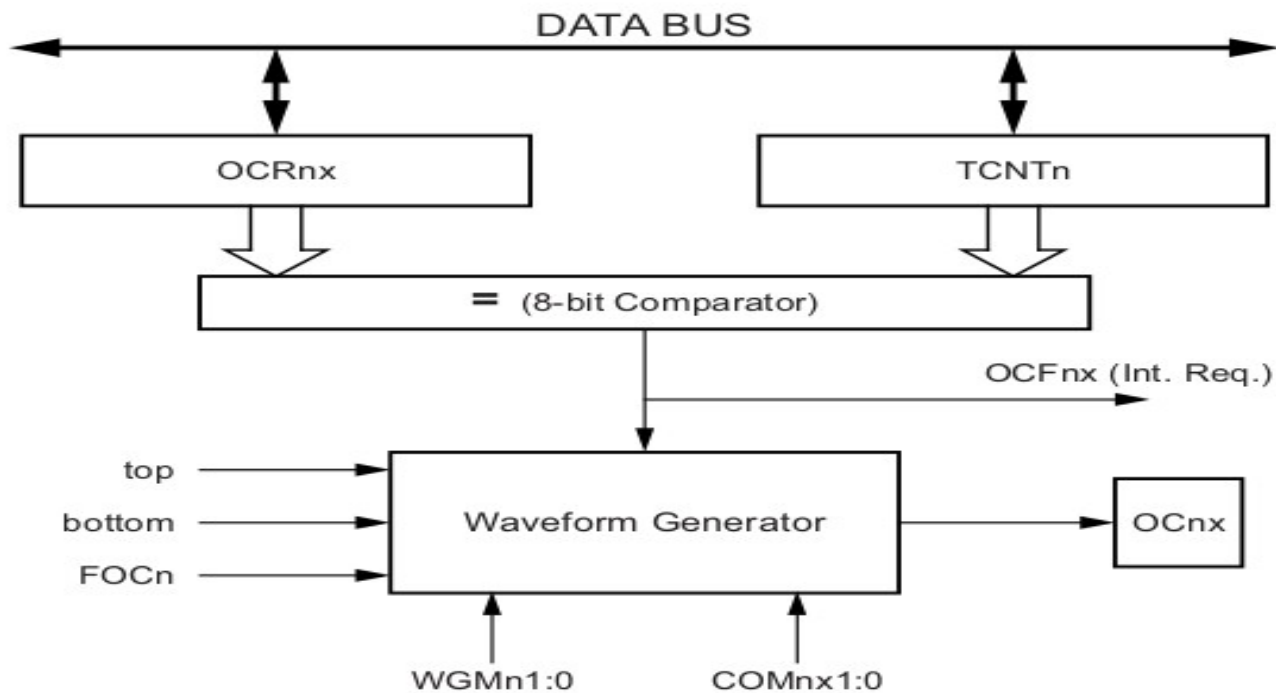 DATA BUS
OCRnx
TCNTn
= (8-bit Comparator)
OCFnx (Int. Req.)
top
bottom
FOCn
Waveform Generator
OCnx
WGMn1:0
COMnx1:0